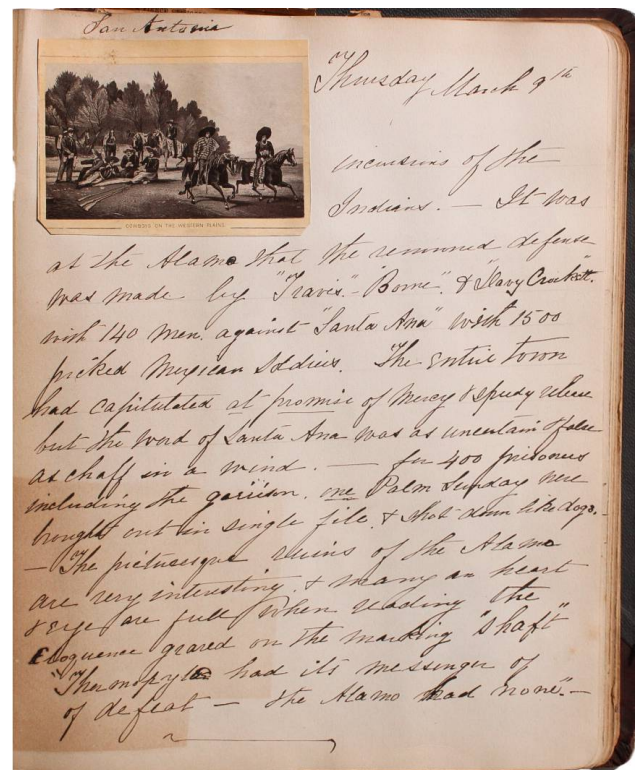 San Antonia
COWBOYS ON THE WESTERN PLAINS.
Thursday March 9th
incursions of the
Indians. — It was
at the Alamo that the renowned defense
was made by "Travis" - "Bowie". & "Davy Crockett."
with 140 men. against "Santa Ana" with 1500
picked Mexican Soldiers. The entire town
had capitulated at promise of Mercy & speedy release
but the word of Santa Ana was as uncertain & false
as chaff in a wind. — for 400 prisoners
including the garrison. one Palm Sunday were
brought out in single file. & shot down like dogs. -
- The picturesque ruins of the Alamo
are very interesting. & many an heart
& eye are full when reading the
Eloquence graved on the marking "shaft"
"Thermopylae had its messenger of
of defeat — the Alamo had none". —